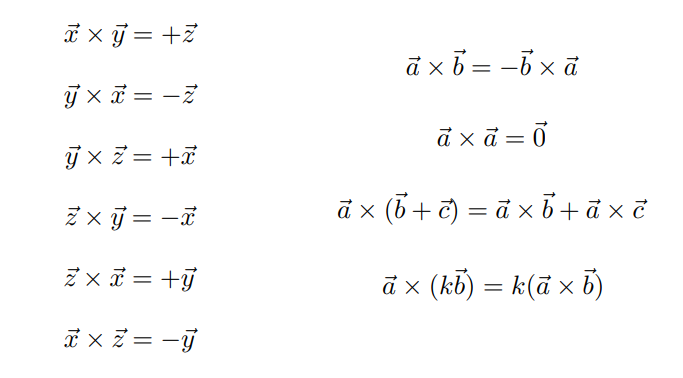 x⃗ × y⃗ = +z⃗
y⃗ × x⃗ = −z⃗
y⃗ × z⃗ = +x⃗
z⃗ × y⃗ = −x⃗
z⃗ × x⃗ = +y⃗
x⃗ × z⃗ = −y⃗
a⃗ × b⃗ = −b⃗ × a⃗
a⃗ × a⃗ = 0⃗
a⃗ × (b⃗ + c⃗) = a⃗ × b⃗ + a⃗ × c⃗
a⃗ × (kb⃗) = k(a⃗ × b⃗)